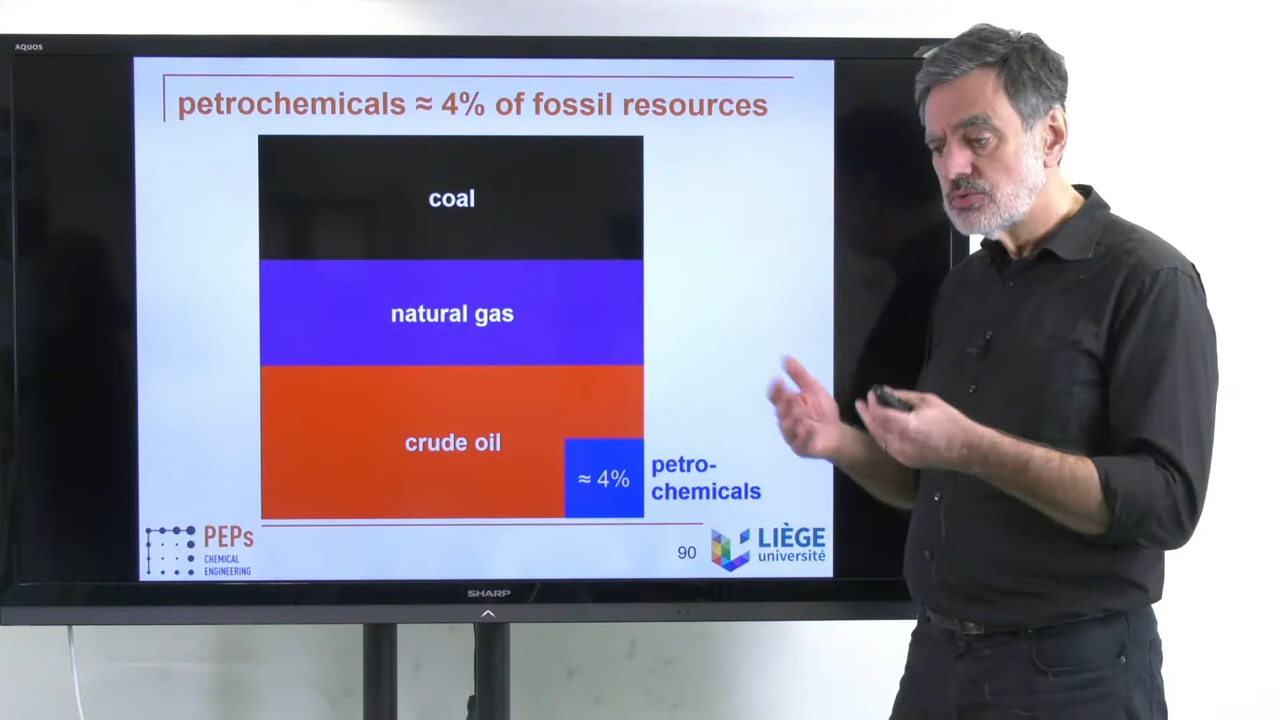 AQUOS
petrochemicals ≈ 4% of fossil resources
coal
natural gas
crude oil
≈ 4%
petro-
chemicals
PEPs
CHEMICAL
ENGINEERING
90
LIÈGE
université
SHARP